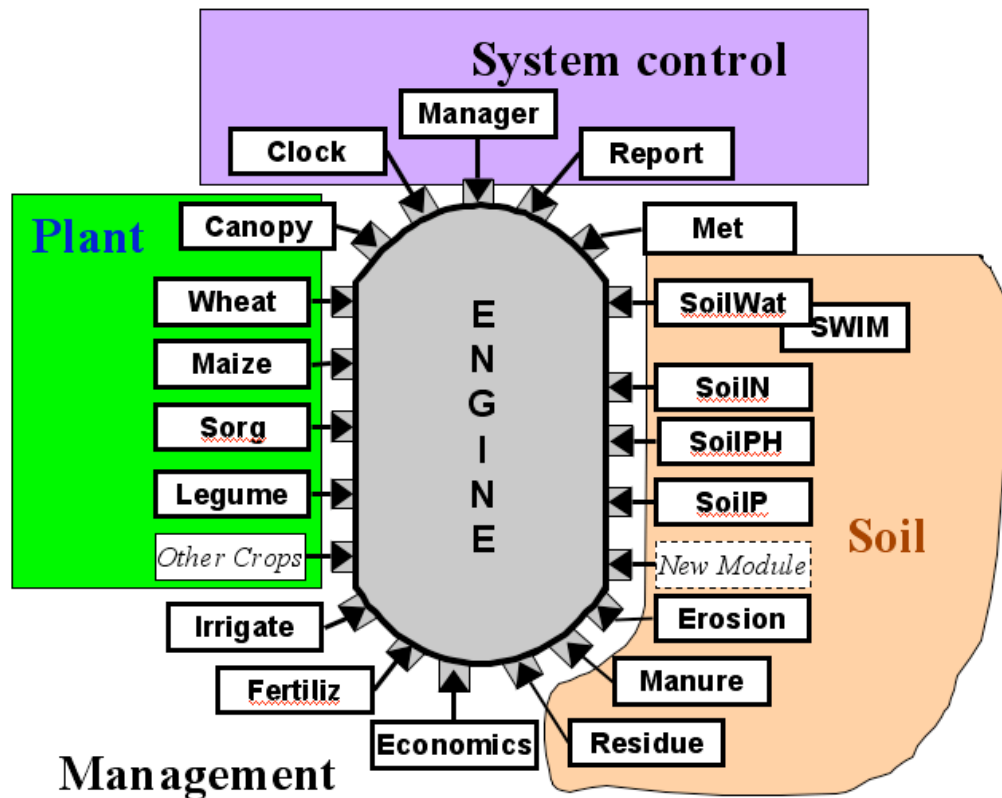 System control
Manager
Clock
Report
Plant
Canopy
Met
Wheat
SoilWat
SWIM
Maize
SoilN
Sorg
SoilPH
Legume
SoilP
Soil
Other Crops
New Module
ENGINE
Irrigate
Erosion
Fertiliz
Manure
Economics
Residue
Management